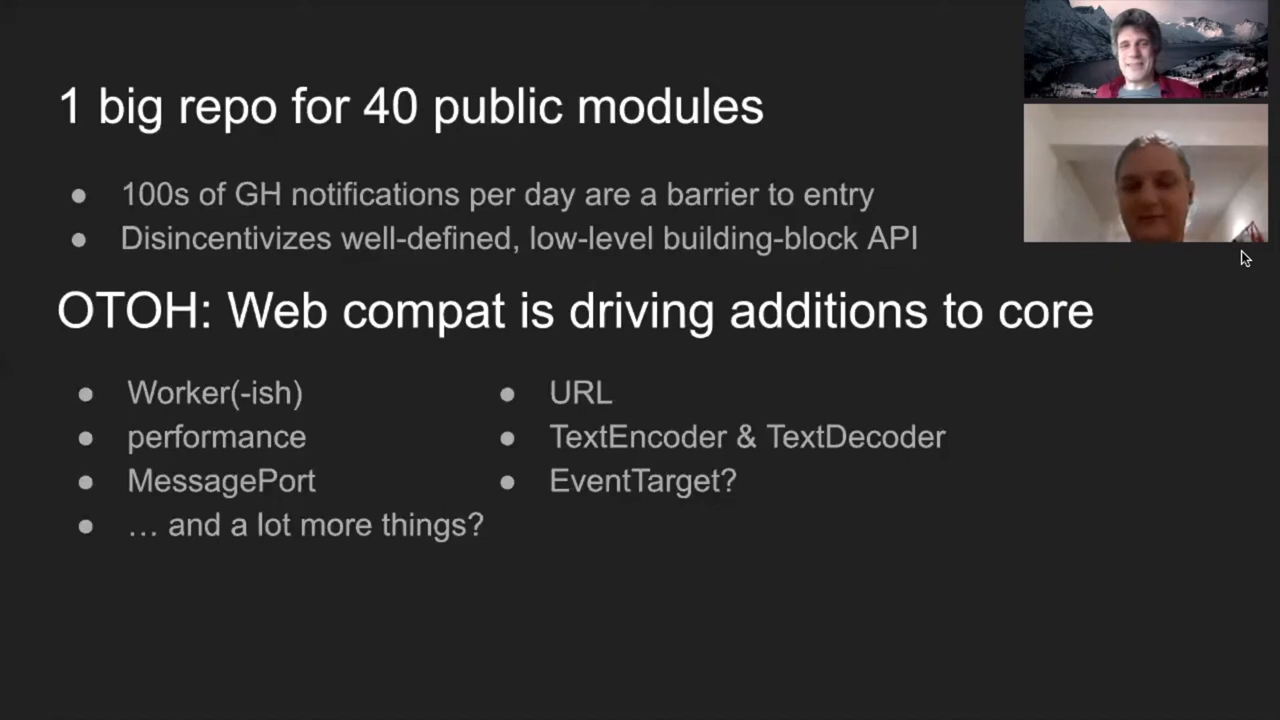 1 big repo for 40 public modules
● 100s of GH notifications per day are a barrier to entry
● Disincentivizes well-defined, low-level building-block API
OTOH: Web compat is driving additions to core
● Worker(-ish)
● performance
● MessagePort
● … and a lot more things?
● URL
● TextEncoder & TextDecoder
● EventTarget?